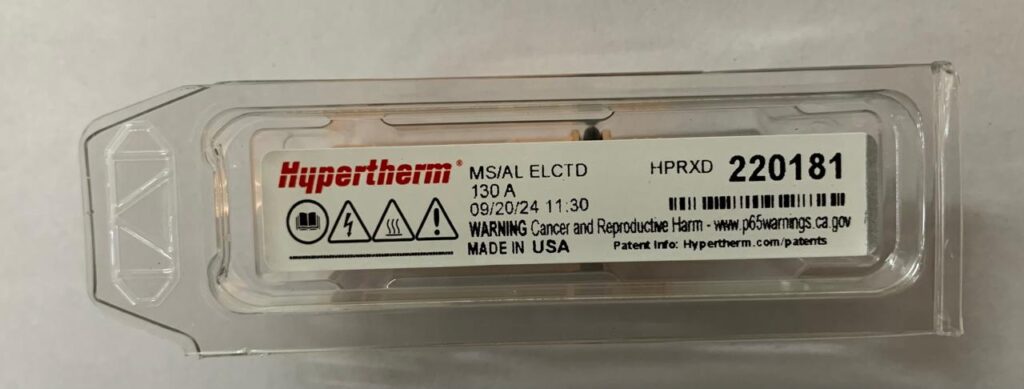 Hypertherm®
MS/AL ELCTD
130 A
09/20/24 11:30
HPRXD 220181
WARNING Cancer and Reproductive Harm - www.p65warnings.ca.gov
MADE IN USA
Patent Info: Hypertherm.com/patents